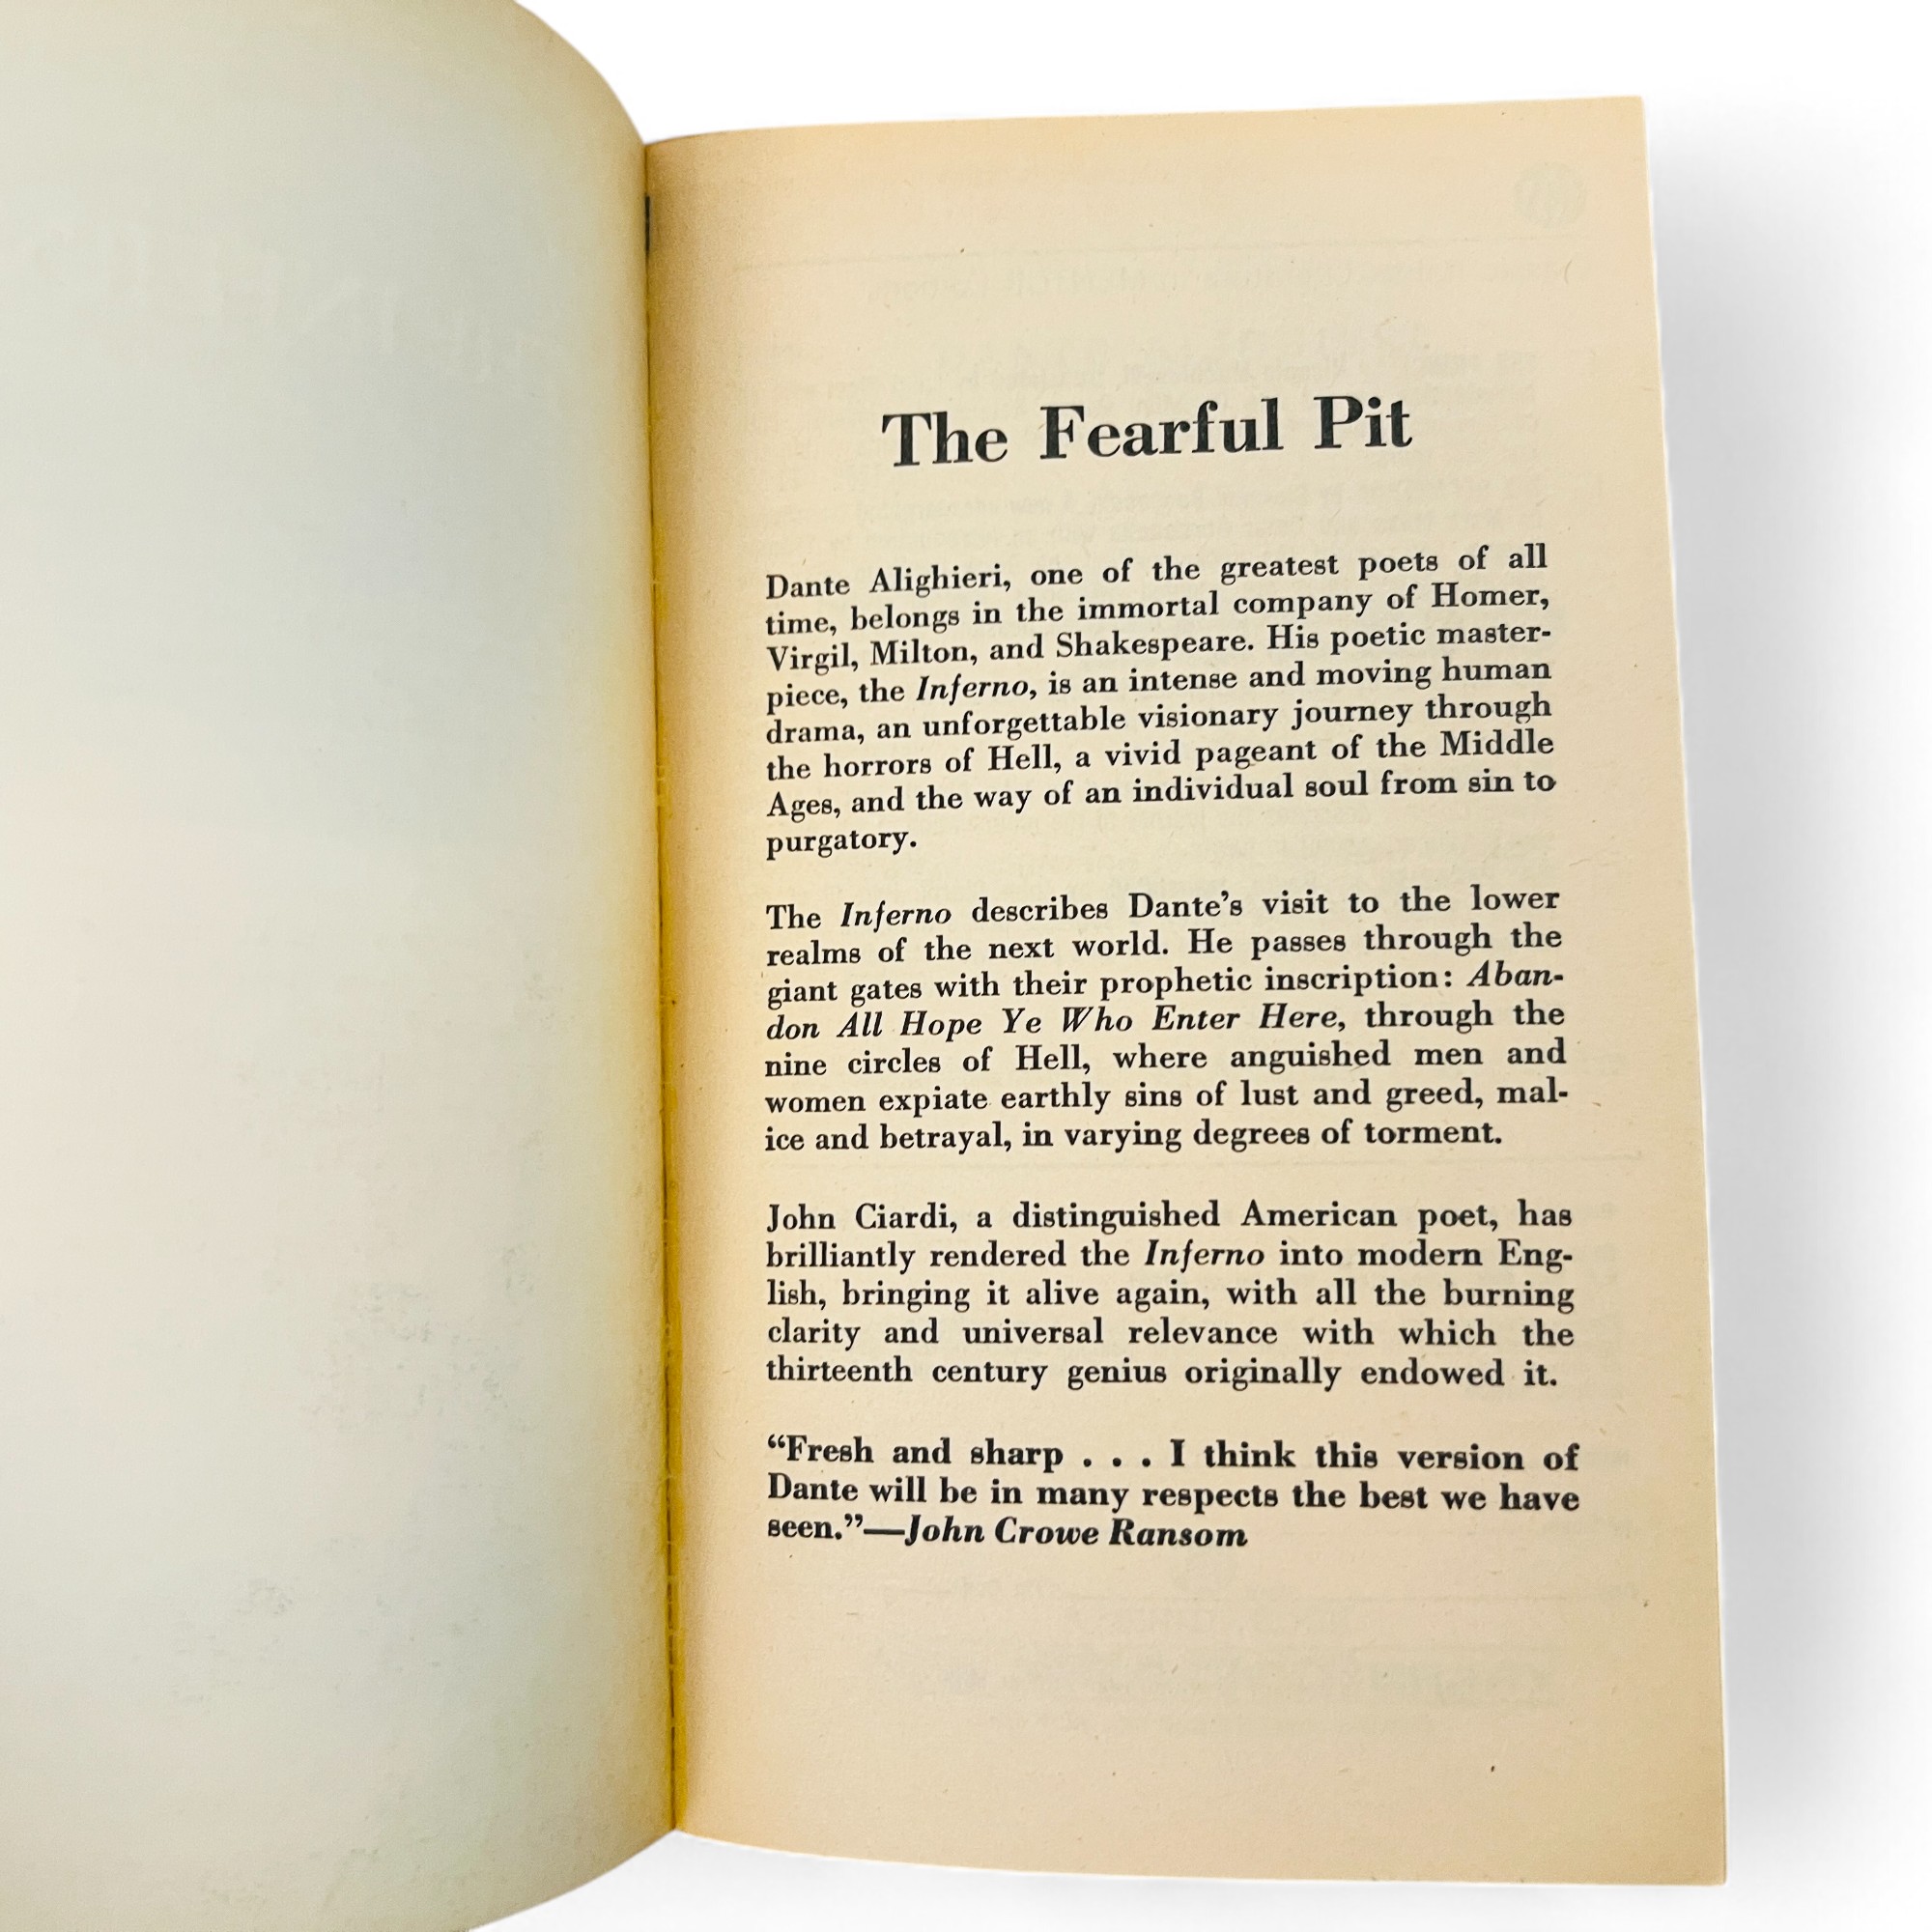 The Fearful Pit
Dante Alighieri, one of the greatest poets of all
time, belongs in the immortal company of Homer,
Virgil, Milton, and Shakespeare. His poetic master-
piece, the Inferno, is an intense and moving human
drama, an unforgettable visionary journey through
the horrors of Hell, a vivid pageant of the Middle
Ages, and the way of an individual soul from sin to
purgatory.
The Inferno describes Dante's visit to the lower
realms of the next world. He passes through the
giant gates with their prophetic inscription: Aban-
don All Hope Ye Who Enter Here, through the
nine circles of Hell, where anguished men and
women expiate earthly sins of lust and greed, mal-
ice and betrayal, in varying degrees of torment.
John Ciardi, a distinguished American poet, has
brilliantly rendered the Inferno into modern Eng-
lish, bringing it alive again, with all the burning
clarity and universal relevance with which the
thirteenth century genius originally endowed it.
“Fresh and sharp . . . I think this version of
Dante will be in many respects the best we have
seen.”—John Crowe Ransom